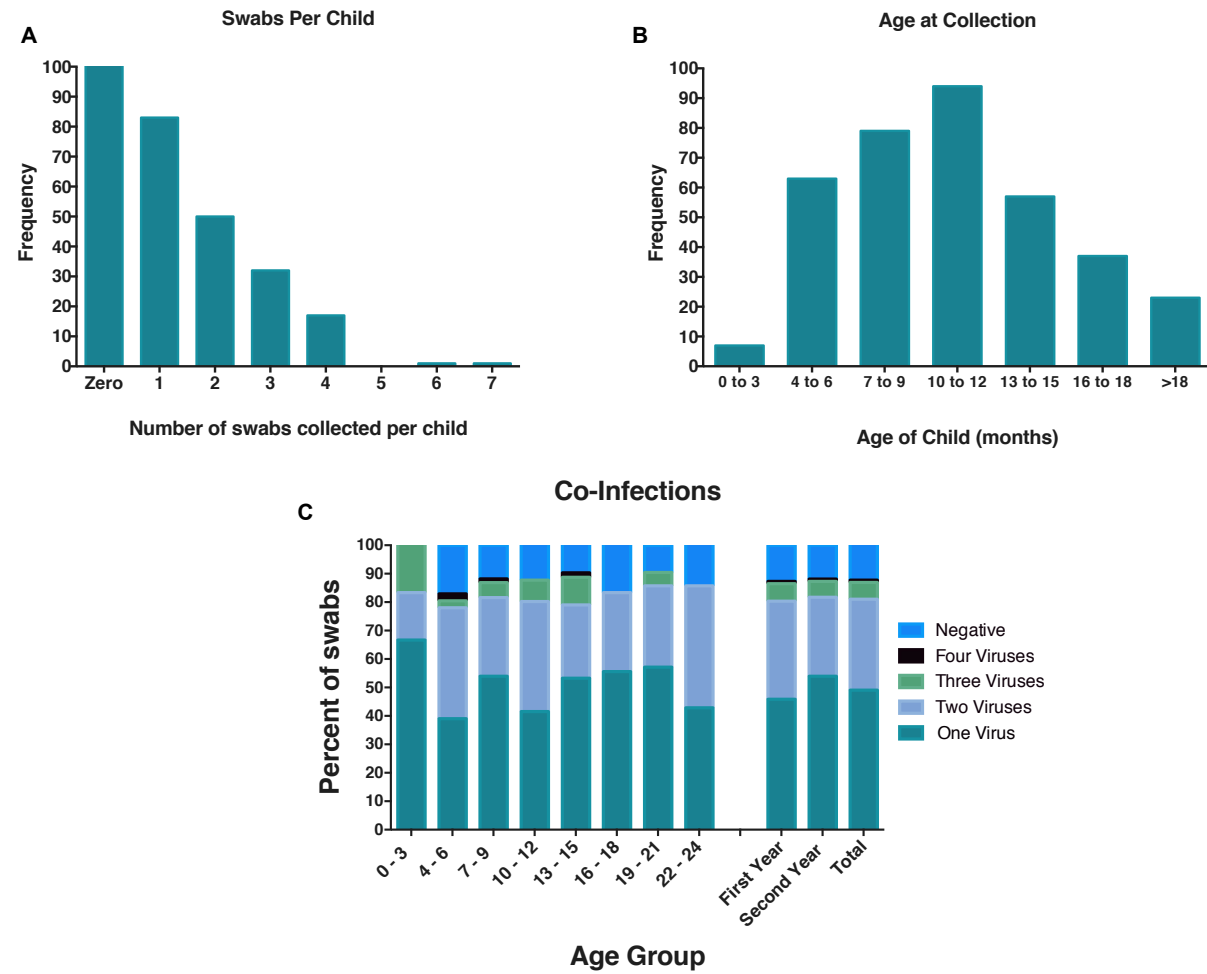 Swabs Per Child
A
100
90
80
70
60
50
40
30
20
10
0
Frequency
Zero 1 2 3 4 5 6 7
Number of swabs collected per child
Age at Collection
B
100
90
80
70
60
50
40
30
20
10
0
Frequency
0 to 3 4 to 6 7 to 9 10 to 12 13 to 15 16 to 18 >18
Age of Child (months)
Co-Infections
C
100
90
80
70
60
50
40
30
20
10
0
Percent of swabs
0 - 3 4 - 6 7 - 9 10 - 12 13 - 15 16 - 18 19 - 21 22 - 24 First Year Second Year Total
Age Group
Negative
Four Viruses
Three Viruses
Two Viruses
One Virus